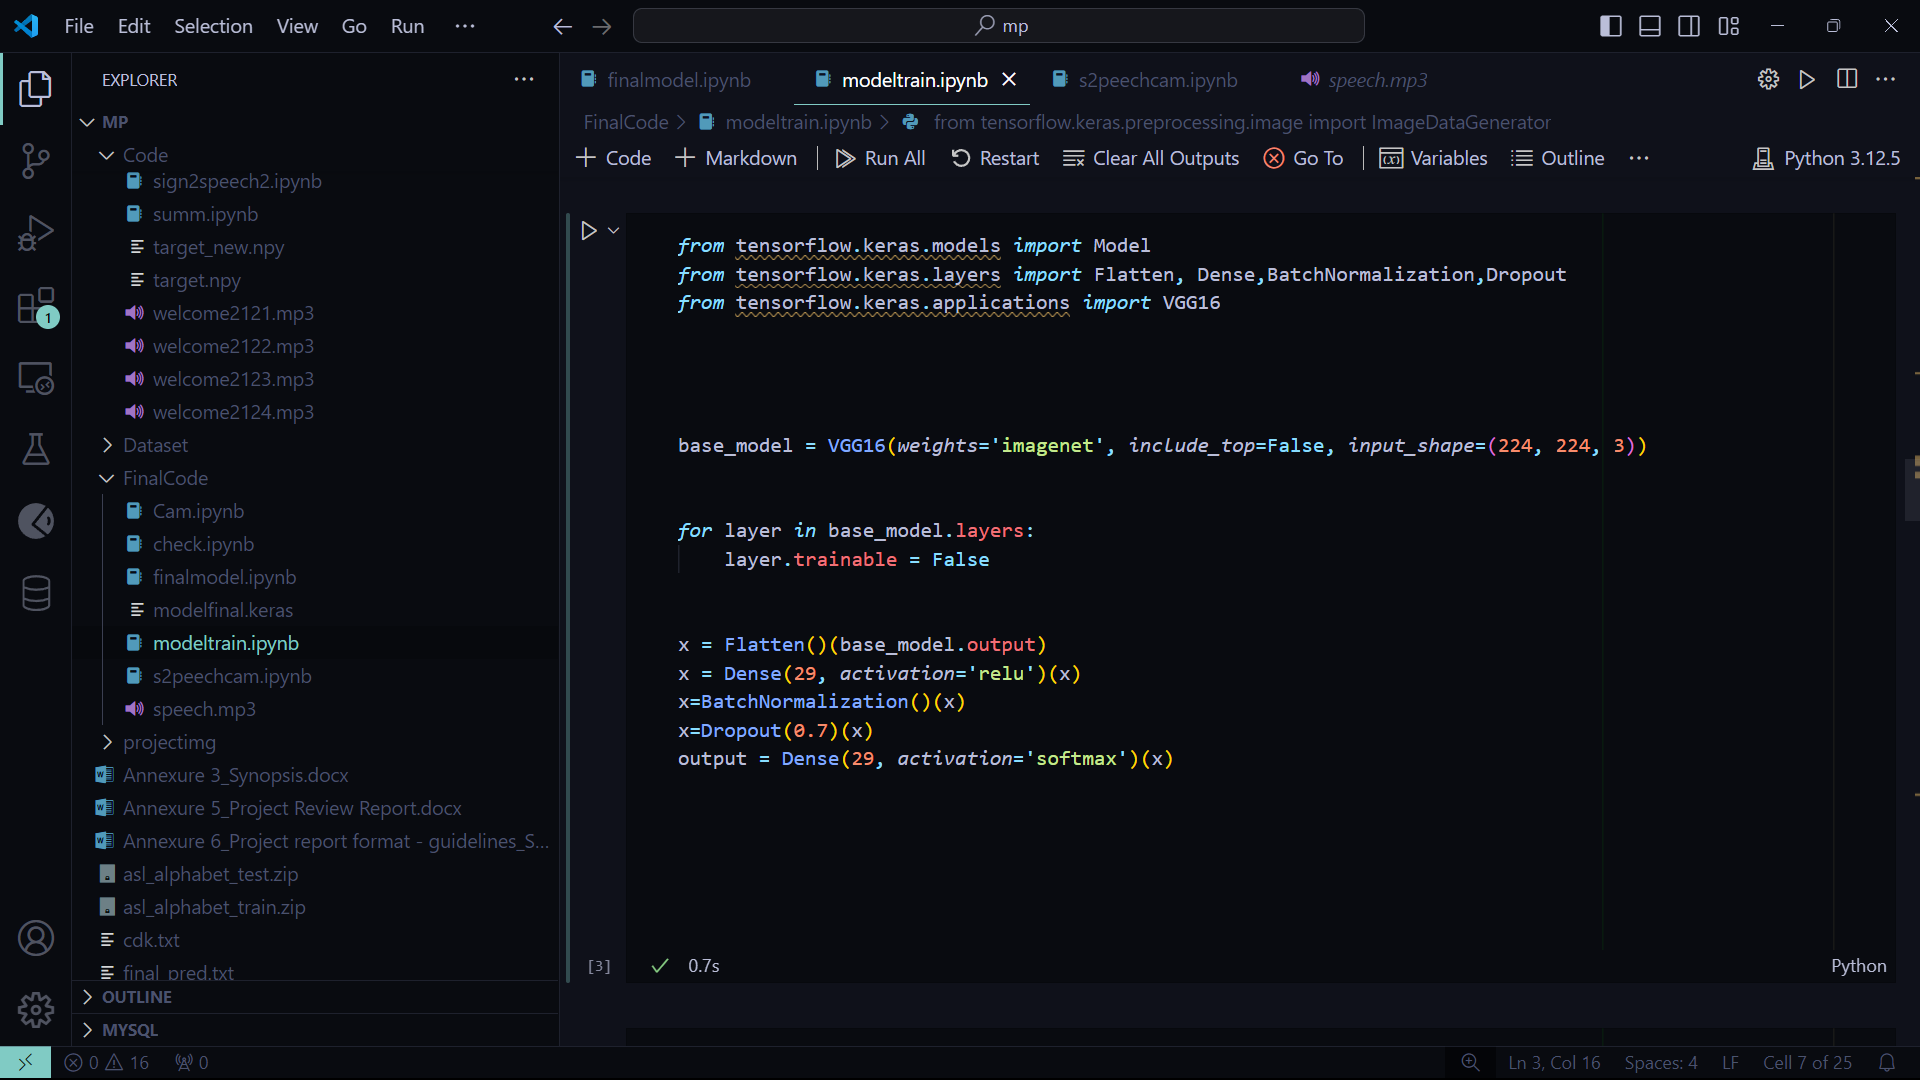 File Edit Selection View Go Run ··· mp
EXPLORER ···
MP
Code
sign2speech2.ipynb
summ.ipynb
target_new.npy
target.npy
welcome2121.mp3
welcome2122.mp3
welcome2123.mp3
welcome2124.mp3
Dataset
FinalCode
Cam.ipynb
check.ipynb
finalmodel.ipynb
modelfinal.keras
modeltrain.ipynb
s2peechcam.ipynb
speech.mp3
projectimg
Annexure 3_Synopsis.docx
Annexure 5_Project Review Report.docx
Annexure 6_Project report format - guidelines_S...
asl_alphabet_test.zip
asl_alphabet_train.zip
cdk.txt
final_pred.txt
OUTLINE
MYSQL
1
finalmodel.ipynb modeltrain.ipynb s2peechcam.ipynb speech.mp3
FinalCode > modeltrain.ipynb > from tensorflow.keras.preprocessing.image import ImageDataGenerator
+ Code + Markdown | Run All Restart Clear All Outputs Go To | Variables Outline ··· Python 3.12.5
from tensorflow.keras.models import Model
from tensorflow.keras.layers import Flatten, Dense,BatchNormalization,Dropout
from tensorflow.keras.applications import VGG16
base_model = VGG16(weights='imagenet', include_top=False, input_shape=(224, 224, 3))
for layer in base_model.layers:
    layer.trainable = False
x = Flatten()(base_model.output)
x = Dense(29, activation='relu')(x)
x=BatchNormalization()(x)
x=Dropout(0.7)(x)
output = Dense(29, activation='softmax')(x)
[3] 0.7s Python
0 16 0 Ln 3, Col 16 Spaces: 4 LF Cell 7 of 25